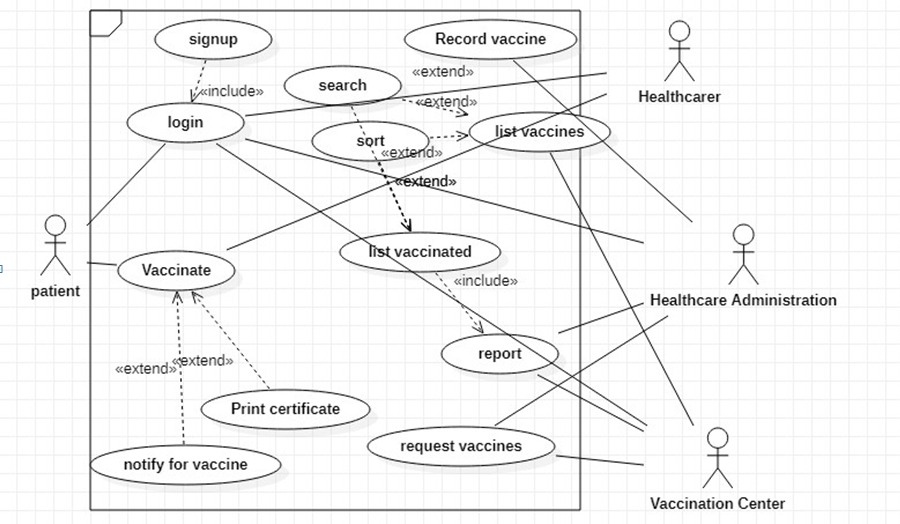 signup
Record vaccine
«extend»
search
«include»
«extend»
Healthcarer
login
list vaccines
sort
«extend»
«extend»
list vaccinated
Vaccinate
«include»
patient
Healthcare Administration
report
«extend»
«extend»
Print certificate
request vaccines
notify for vaccine
Vaccination Center